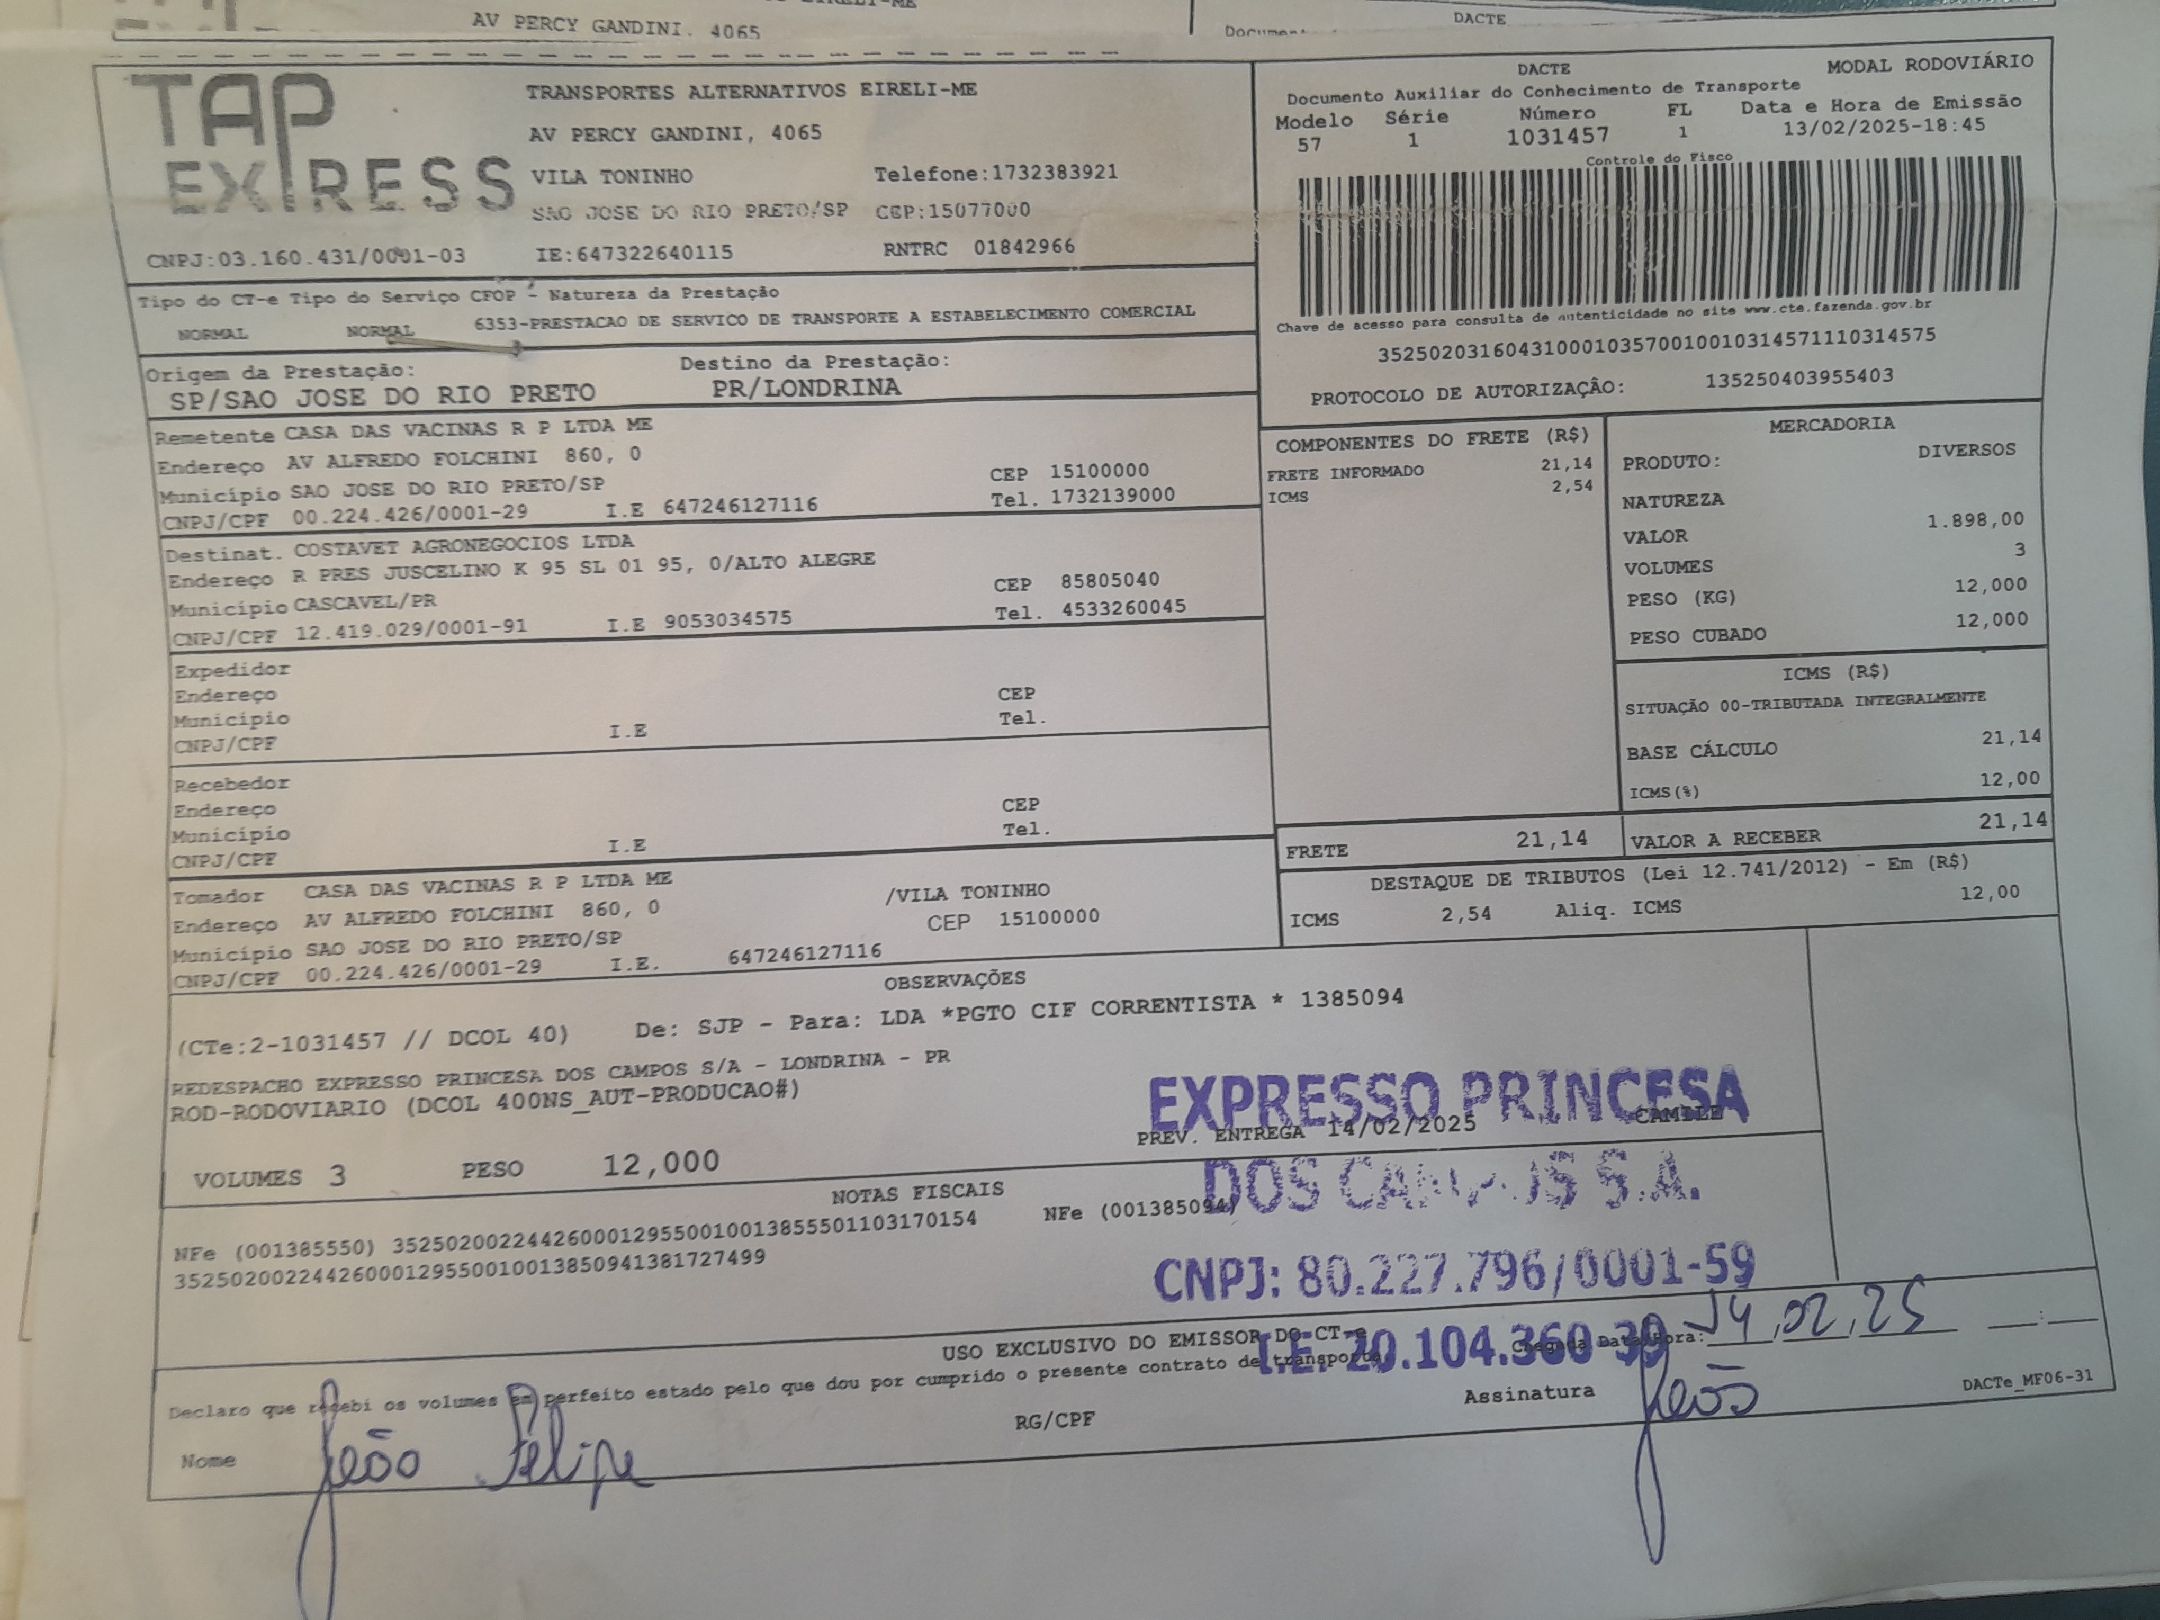 AV PERCY GANDINI. 4065
DACTE
TAP EXPRESS
TRANSPORTES ALTERNATIVOS EIRELI-ME
AV PERCY GANDINI, 4065
VILA TONINHO Telefone:1732383921
SAO JOSE DO RIO PRETO/SP CEP:15077000
CNPJ:03.160.431/0001-03 IE:647322640115 RNTRC 01842966
DACTE MODAL RODOVIÁRIO
Documento Auxiliar do Conhecimento de Transporte
Modelo Série Número FL Data e Hora de Emissão
57 1 1031457 1 13/02/2025-18:45
Controle do Fisco
Chave de acesso para consulta de autenticidade no site www.cte.fazenda.gov.br
35250203160431000103570010010314571110314575
PROTOCOLO DE AUTORIZAÇÂO: 135250403955403
Tipo do CT-e Tipo do Serviço CFOP - Natureza da Prestação
NORMAL NORMAL 6353-PRESTACAO DE SERVICO DE TRANSPORTE A ESTABELECIMENTO COMERCIAL
Origem da Prestação: Destino da Prestação:
SP/SAO JOSE DO RIO PRETO PR/LONDRINA
Remetente CASA DAS VACINAS R P LTDA ME
Endereço AV ALFREDO FOLCHINI 860, 0
Município SAO JOSE DO RIO PRETO/SP CEP 15100000
CNPJ/CPF 00.224.426/0001-29 I.E 647246127116 Tel. 1732139000
Destinat. COSTAVET AGRONEGOCIOS LTDA
Endereço R PRES JUSCELINO K 95 SL 01 95, 0/ALTO ALEGRE
Município CASCAVEL/PR CEP 85805040
CNPJ/CPF 12.419.029/0001-91 I.E 9053034575 Tel. 4533260045
Expedidor
Endereço CEP
Município Tel.
CNPJ/CPF I.E
Recebedor
Endereço CEP
Município Tel.
CNPJ/CPF I.E
Tomador CASA DAS VACINAS R P LTDA ME
Endereço AV ALFREDO FOLCHINI 860, 0 /VILA TONINHO
Município SAO JOSE DO RIO PRETO/SP CEP 15100000
CNPJ/CPF 00.224.426/0001-29 I.E. 647246127116
COMPONENTES DO FRETE (R$)
FRETE INFORMADO 21,14
ICMS 2,54
MERCADORIA
PRODUTO: DIVERSOS
NATUREZA
VALOR 1.898,00
VOLUMES 3
PESO (KG) 12,000
PESO CUBADO 12,000
ICMS (R$)
SITUAÇÃO 00-TRIBUTADA INTEGRALMENTE
BASE CÁLCULO 21,14
ICMS(%) 12,00
FRETE 21,14 VALOR A RECEBER 21,14
DESTAQUE DE TRIBUTOS (Lei 12.741/2012) - Em (R$)
ICMS 2,54 Aliq. ICMS 12,00
OBSERVAÇÕES
(CTe:2-1031457 // DCOL 40) De: SJP - Para: LDA *PGTO CIF CORRENTISTA * 1385094
REDESPACHO EXPRESSO PRINCESA DOS CAMPOS S/A - LONDRINA - PR
ROD-RODOVIARIO (DCOL 400NS_AUT-PRODUCAO#)
PREV. ENTREGA 14/02/2025 CAMILE
VOLUMES 3 PESO 12,000
EXPRESSO PRINCESA
DOS CAMPOS S.A.
CNPJ: 80.227.796/0001-59
I.E. 20.104.360-30
NOTAS FISCAIS
NFe (001385550) 35250200224426000129550010013855501103170154 NFe (001385094)
35250200224426000129550010013850941381727499
USO EXCLUSIVO DO EMISSOR DO CT-e
Declaro que recebi os volumes em perfeito estado pelo que dou por cumprido o presente contrato de transporte
Chegada Data/Hora: 14,02,25
Nome João Felipe RG/CPF Assinatura João
DACTe_MF06-31